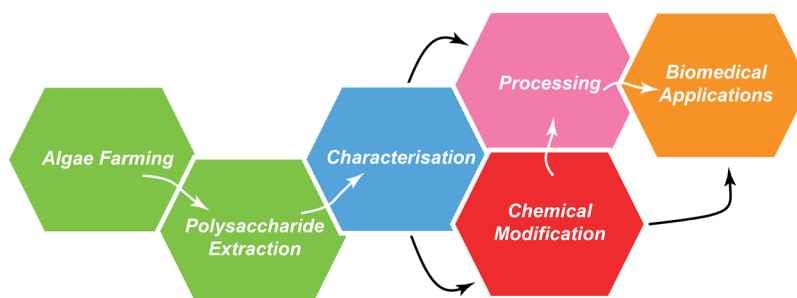 Algae Farming
Polysaccharide
Extraction
Characterisation
Processing
Chemical
Modification
Biomedical
Applications